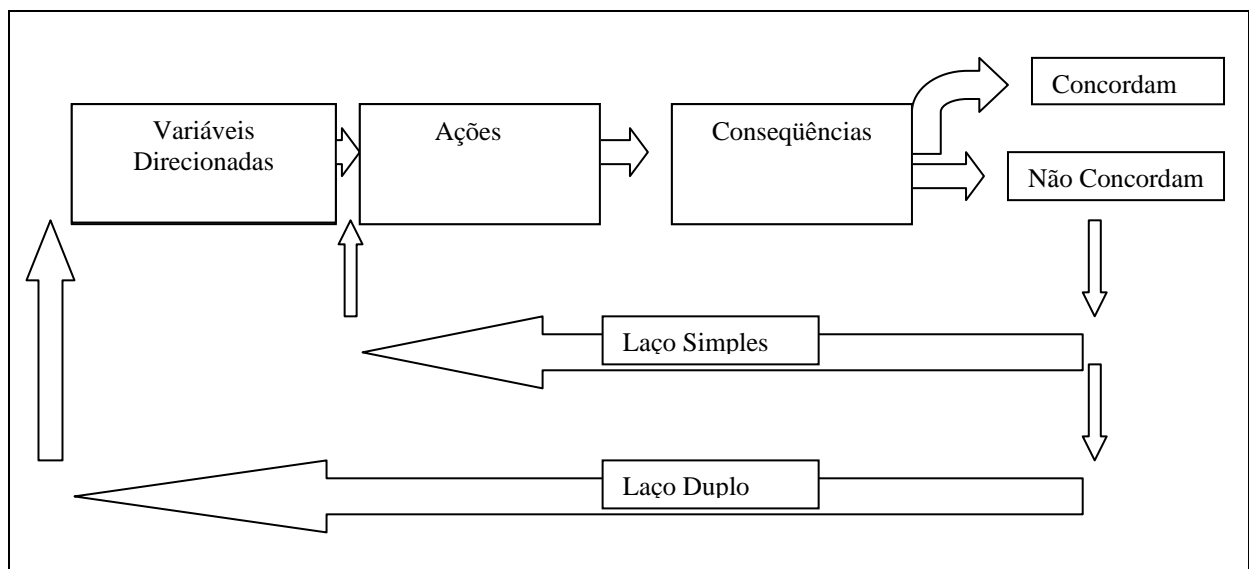 Variáveis
Direcionadas
Ações
Conseqüências
Concordam
Não Concordam
Laço Simples
Laço Duplo